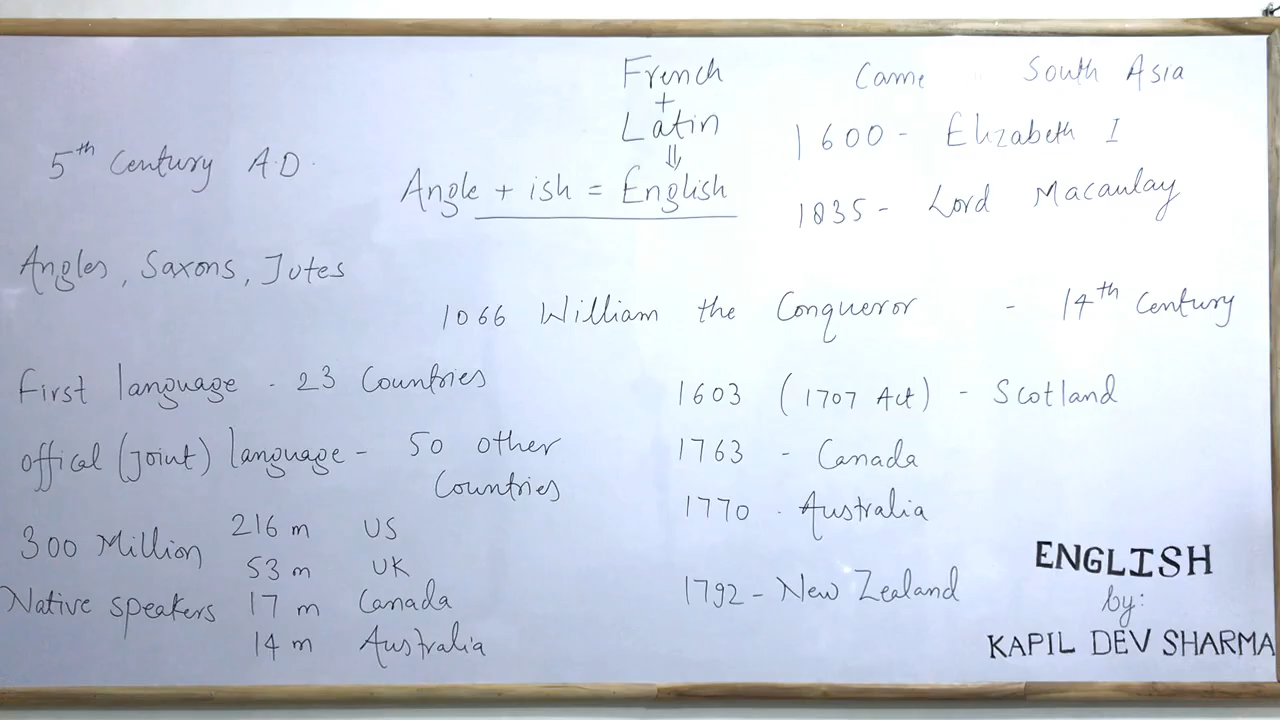 5th Century A.D.
Angles, Saxons, Jutes
French
+
Latin
⇓
Angle + ish = English
Came South Asia
1600 - Elizabeth I
1835 - Lord Macaulay
1066 William the Conqueror - 14th Century
First language - 23 Countries
offical (Joint) language - 50 other
Countries
300 Million
Native speakers
216 m US
53 m UK
17 m Canada
14 m Australia
1603 (1707 Act) - Scotland
1763 - Canada
1770 - Australia
1792 - New Zealand
ENGLISH
by:
KAPIL DEV SHARMA